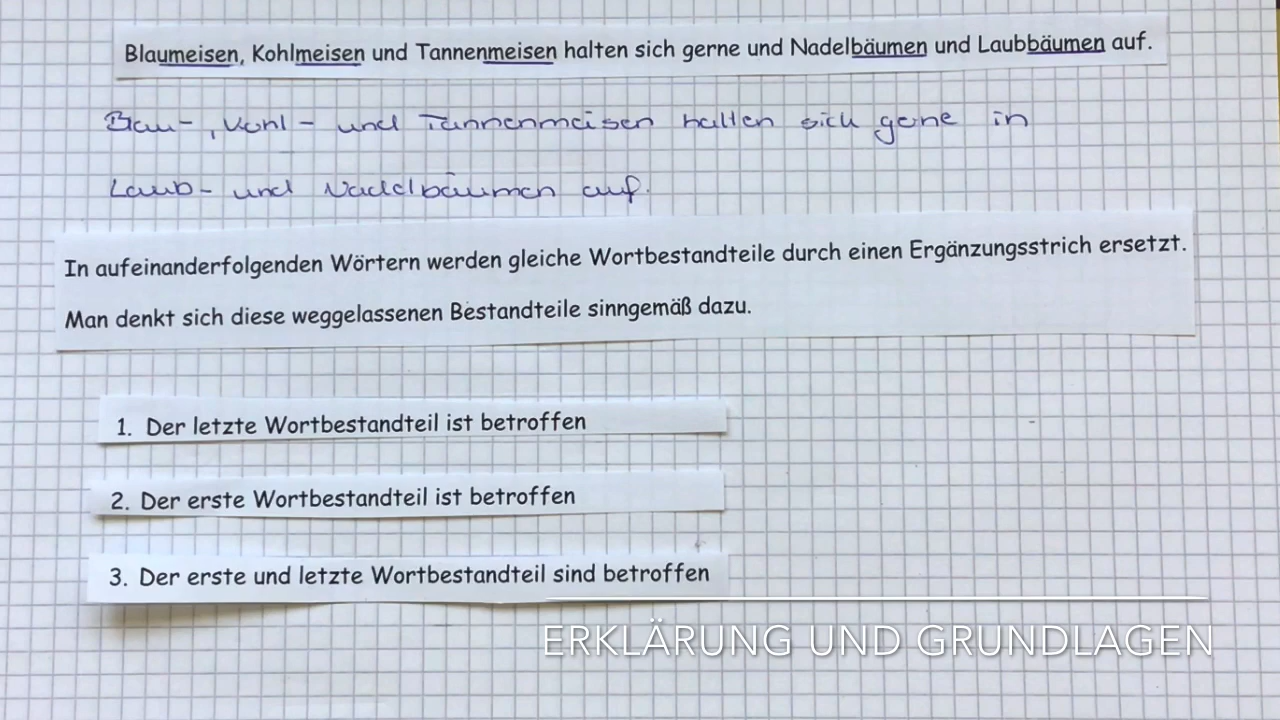 Blaumeisen, Kohlmeisen und Tannenmeisen halten sich gerne und Nadelbäumen und Laubbäumen auf.
Blau-, Kohl- und Tannenmeisen halten sich gerne in
Laub- und Nadelbäumen auf.
In aufeinanderfolgenden Wörtern werden gleiche Wortbestandteile durch einen Ergänzungsstrich ersetzt.
Man denkt sich diese weggelassenen Bestandteile sinngemäß dazu.
1. Der letzte Wortbestandteil ist betroffen
2. Der erste Wortbestandteil ist betroffen
3. Der erste und letzte Wortbestandteil sind betroffen
ERKLÄRUNG UND GRUNDLAGEN